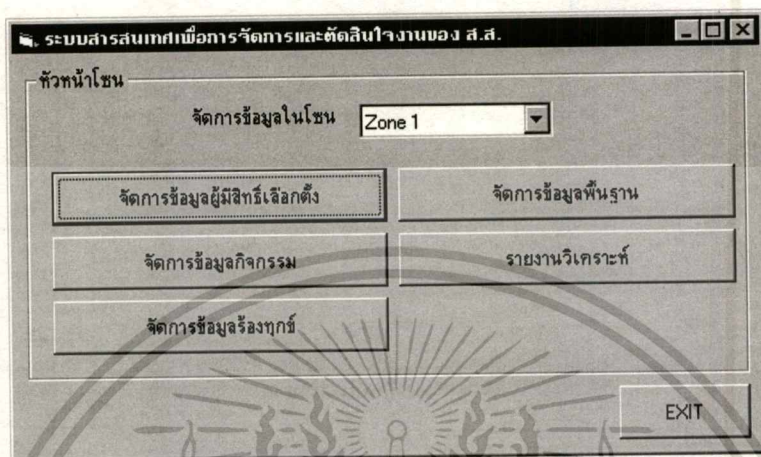 ระบบสารสนเทศเพื่อการจัดการและตัดสินใจงานของ ส.ส.
หัวหน้าโซน
จัดการข้อมูลในโซน Zone 1
จัดการข้อมูลผู้มีสิทธิ์เลือกตั้ง จัดการข้อมูลพื้นฐาน
จัดการข้อมูลกิจกรรม รายงานวิเคราะห์
จัดการข้อมูลร้องทุกข์
EXIT